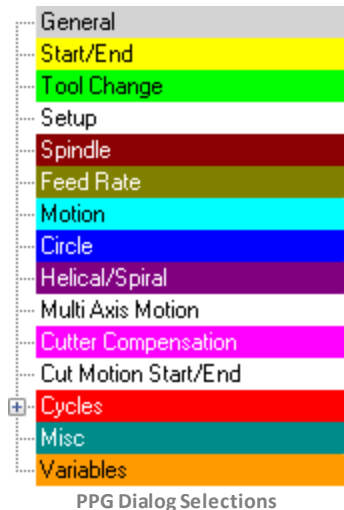 General
Start/End
Tool Change
Setup
Spindle
Feed Rate
Motion
Circle
Helical/Spiral
Multi Axis Motion
Cutter Compensation
Cut Motion Start/End
Cycles
Misc
Variables
PPG Dialog Selections